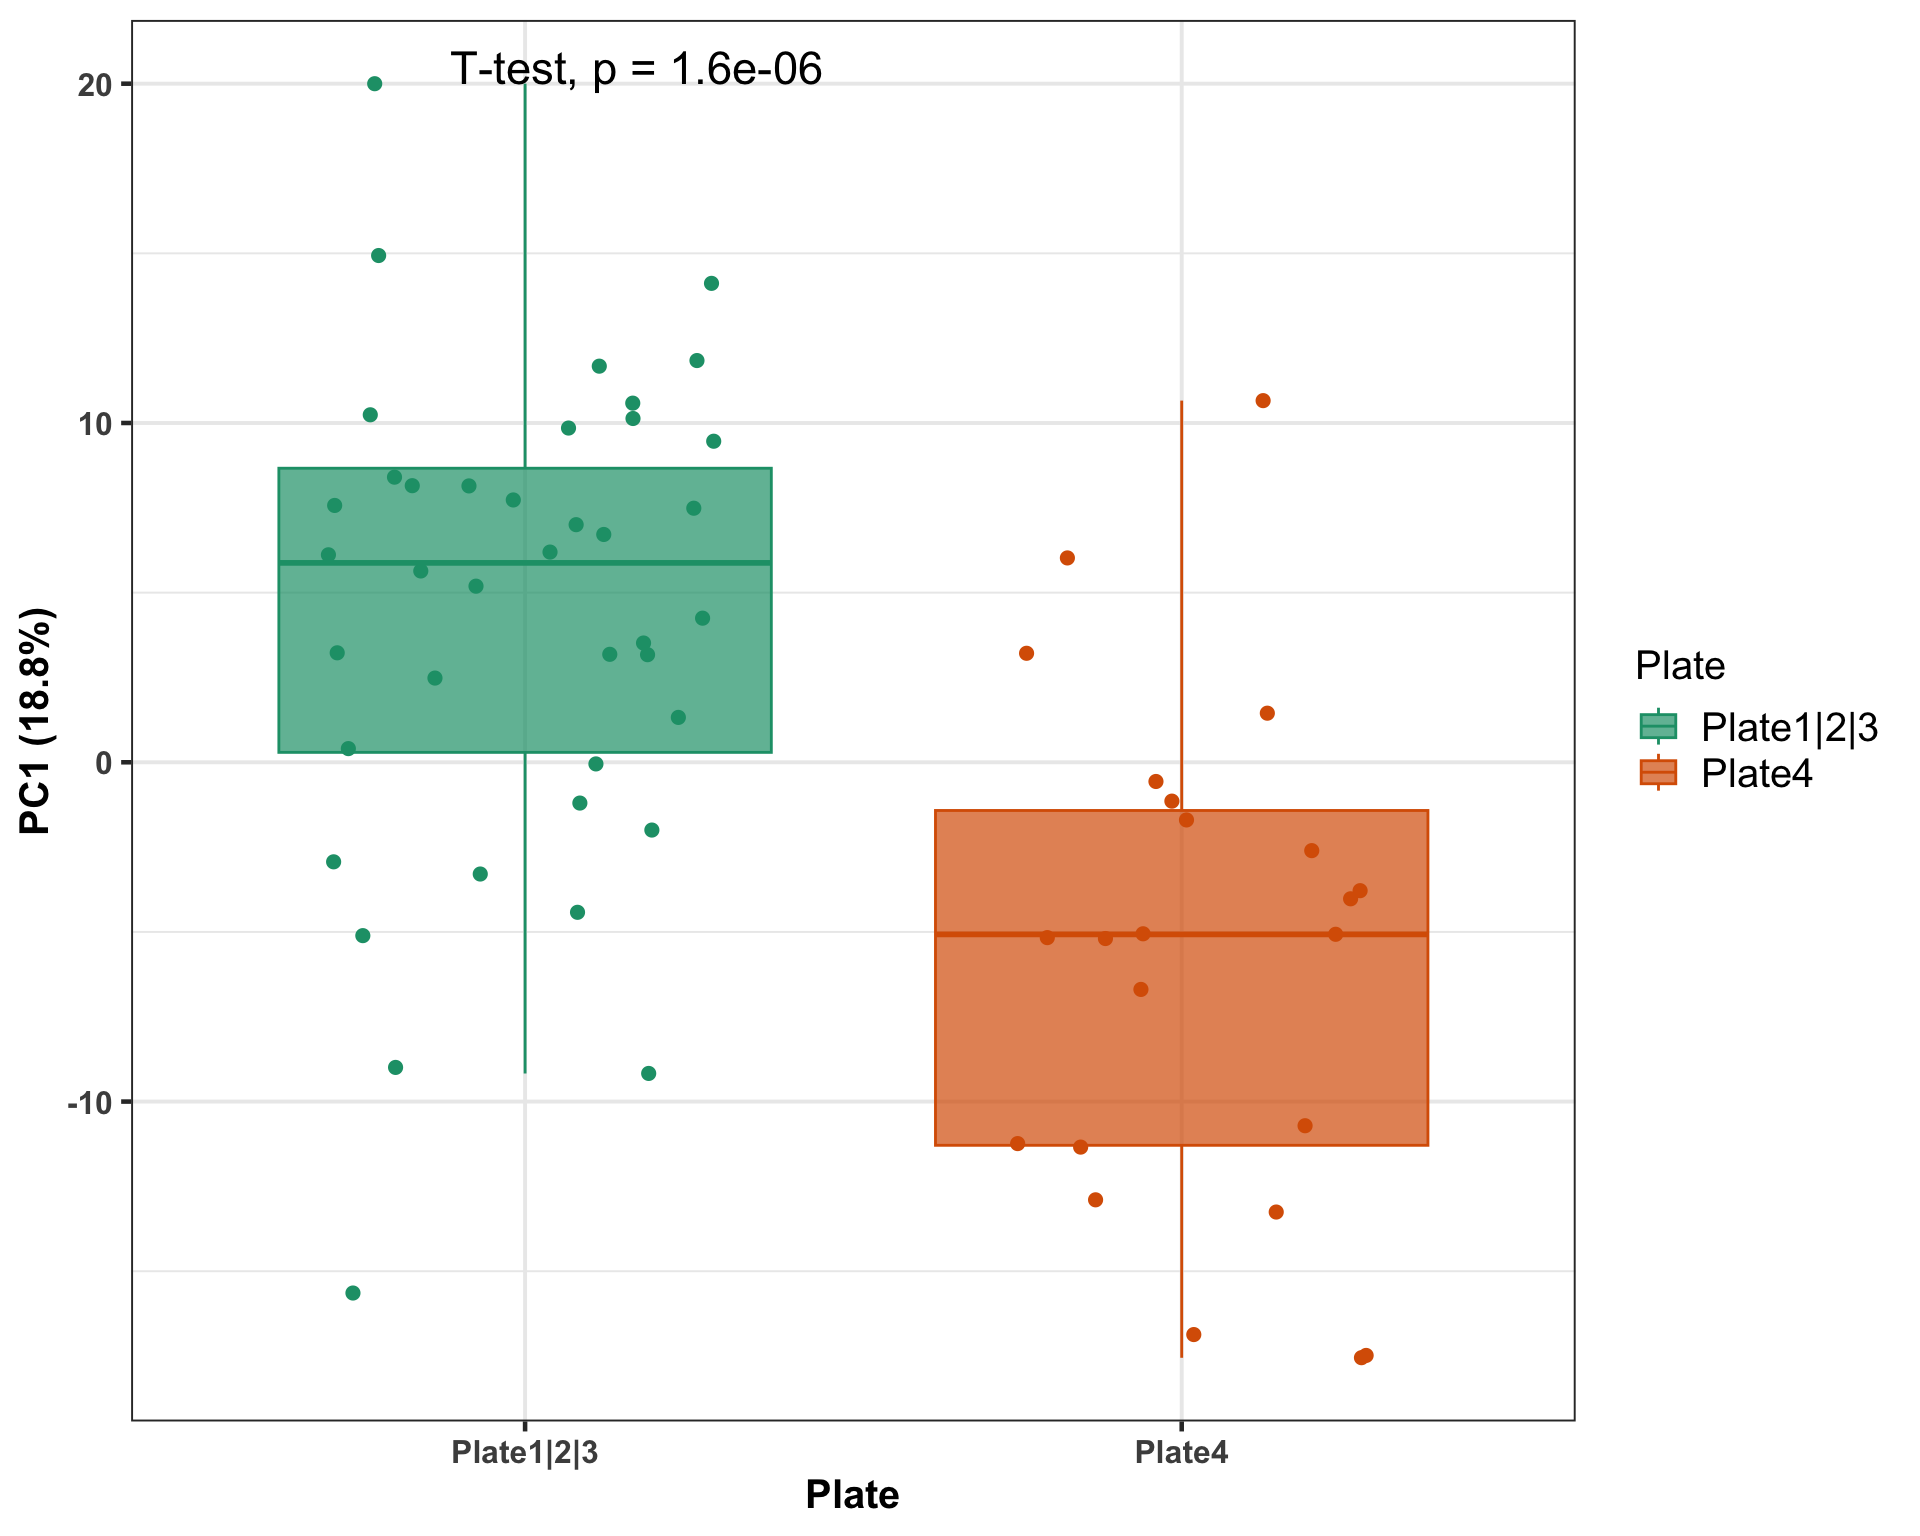 T-test, p = 1.6e-06
20
10
0
-10
PC1 (18.8%)
Plate1|2|3
Plate4
Plate
Plate
Plate1|2|3
Plate4